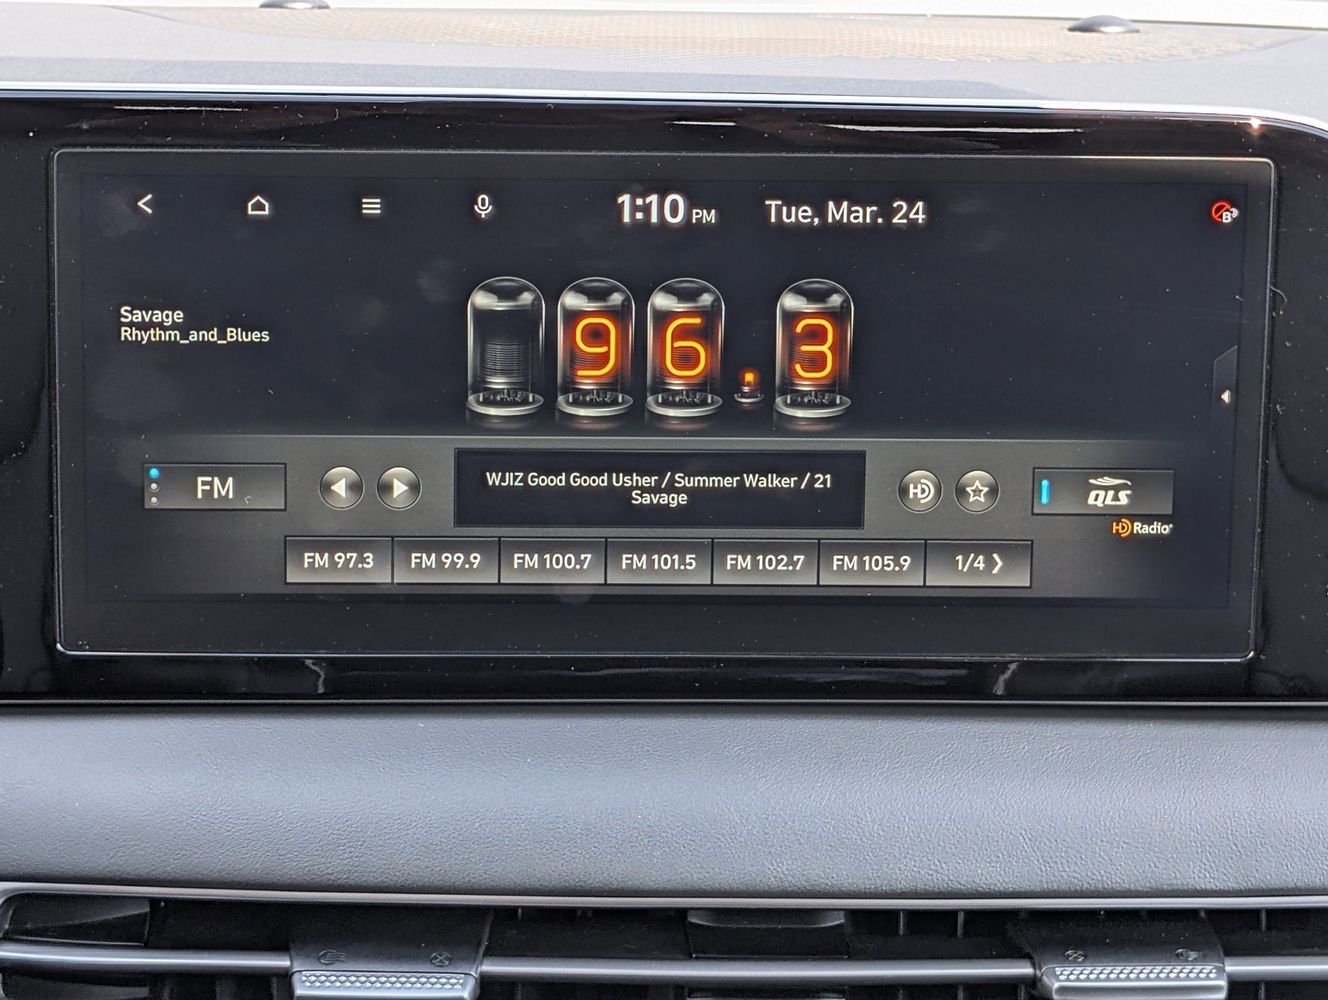 1:10 PM Tue, Mar. 24
B
Savage
Rhythm_and_Blues
96.3
FM
WJIZ Good Good Usher / Summer Walker / 21
Savage
HD
QLS
HD Radio
FM 97.3 FM 99.9 FM 100.7 FM 101.5 FM 102.7 FM 105.9 1/4